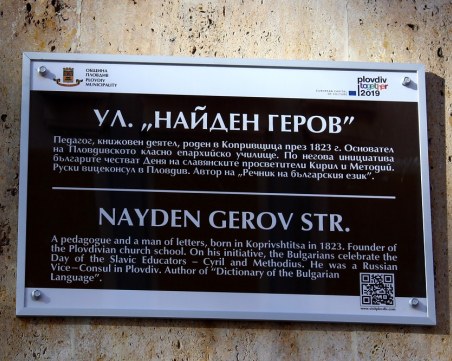 ОБЩИНА
ПЛОВДИВ
PLOVDIV
MUNICIPALITY
plovdiv
together
2019
EUROPEAN CAPITAL
OF CULTURE
УЛ. „НАЙДЕН ГЕРОВ”
Педагог, книжовен деятел, роден в Копривщица през 1823 г. Основател
на Пловдивското класно епархийско училище. По негова инициатива
българите честват Деня на славянските просветители Кирил и Методий.
Руски вицеконсул в Пловдив. Автор на „Речник на българския език”.
NAYDEN GEROV STR.
A pedagogue and a man of letters, born in Koprivshtitsa in 1823. Founder of
the Plovdivian church school. On his initiative, the Bulgarians celebrate the
Day of the Slavic Educators – Cyril and Methodius. He was a Russian
Vice–Consul in Plovdiv. Author of “Dictionary of the Bulgarian
Language”.